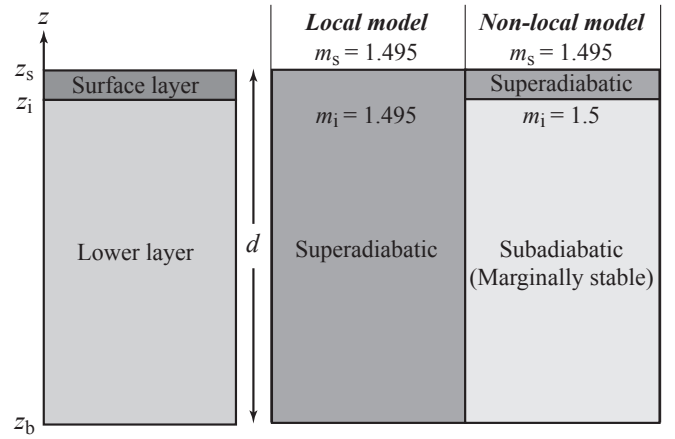 z
z_s
z_i
z_b
Surface layer
Lower layer
d
Local model
m_s = 1.495
m_i = 1.495
Superadiabatic
Non-local model
m_s = 1.495
Superadiabatic
m_i = 1.5
Subadiabatic
(Marginally stable)